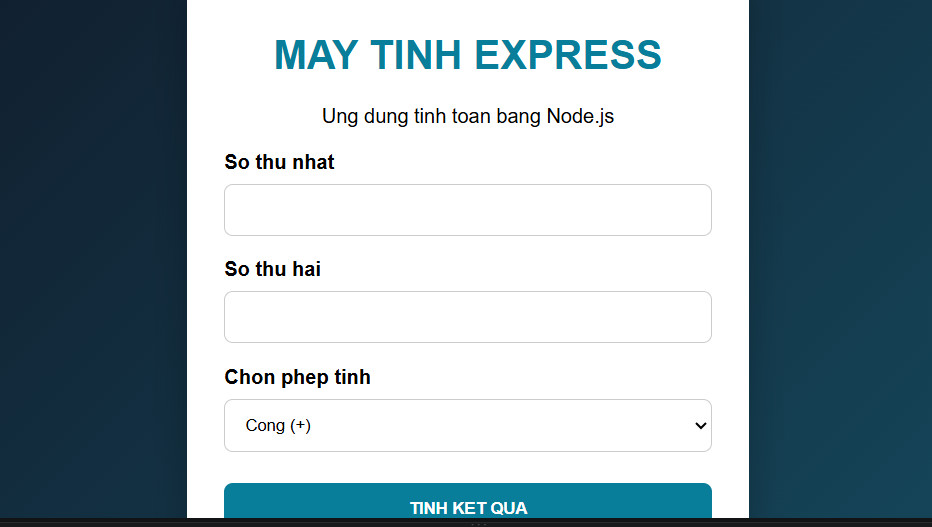 MAY TINH EXPRESS
Ung dung tinh toan bang Node.js
So thu nhat
So thu hai
Chon phep tinh
Cong (+)
TINH KET QUA